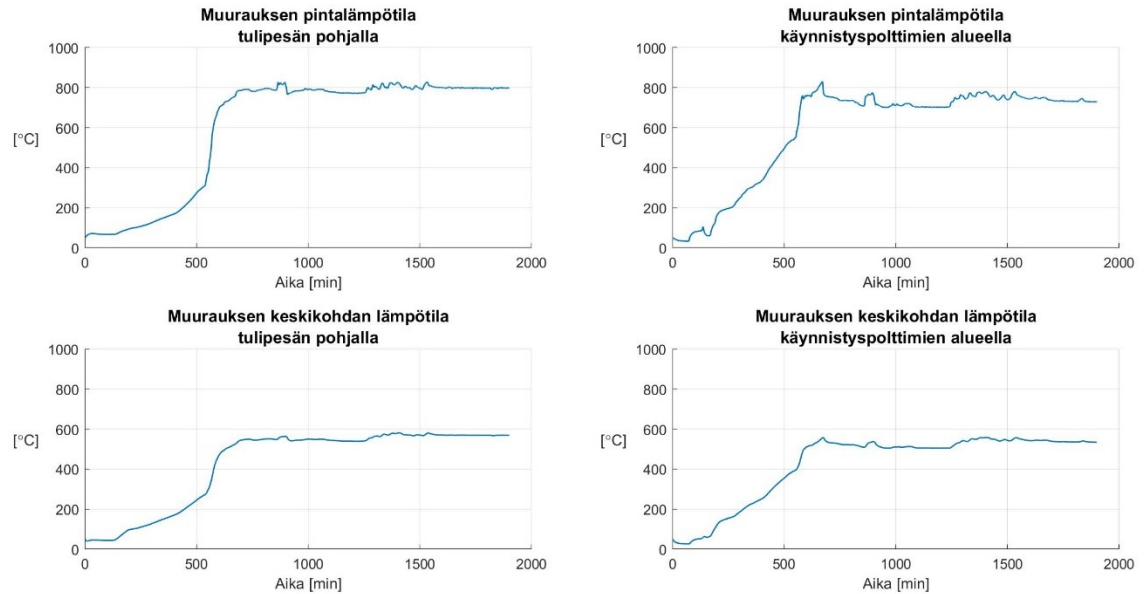 Muurauksen pintalämpötila
tulipesän pohjalla
1000
800
600
400
200
0
[°C]
0 500 1000 1500 2000
Aika [min]
Muurauksen pintalämpötila
käynnistyspolttimien alueella
1000
800
600
400
200
0
[°C]
0 500 1000 1500 2000
Aika [min]
Muurauksen keskikohdan lämpötila
tulipesän pohjalla
1000
800
600
400
200
0
[°C]
0 500 1000 1500 2000
Aika [min]
Muurauksen keskikohdan lämpötila
käynnistyspolttimien alueella
1000
800
600
400
200
0
[°C]
0 500 1000 1500 2000
Aika [min]